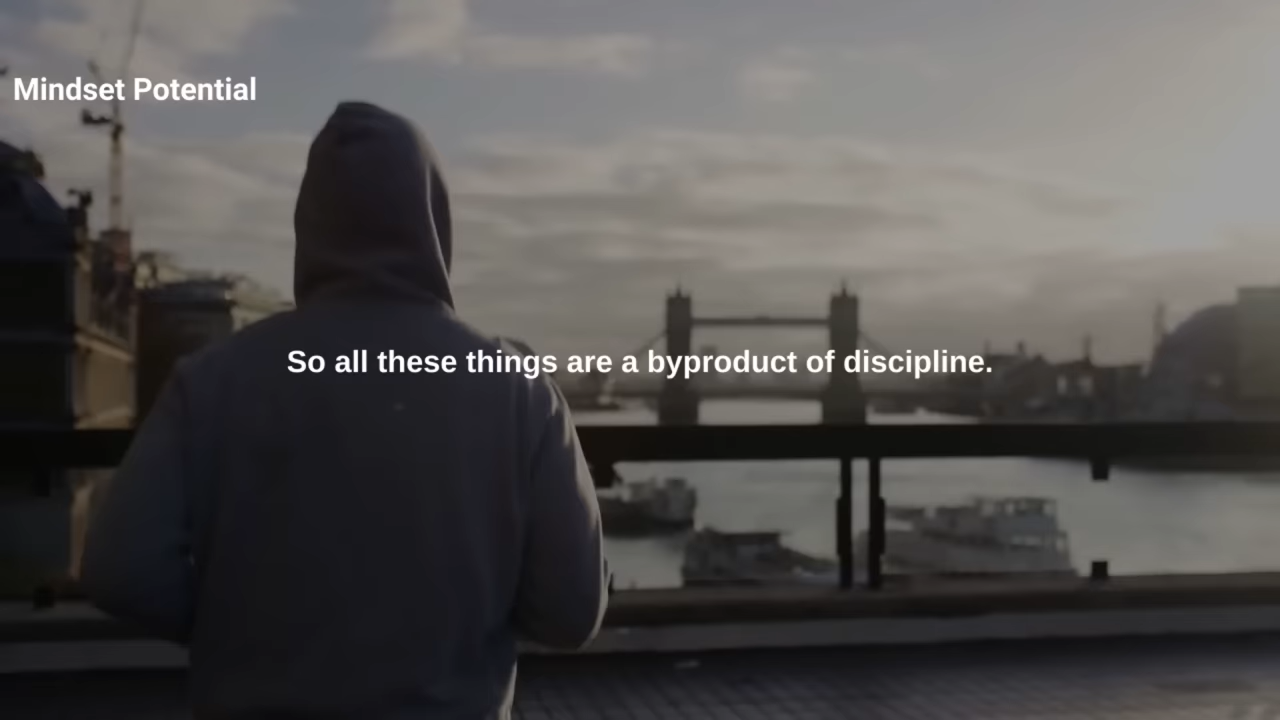 Mindset Potential
So all these things are a byproduct of discipline.